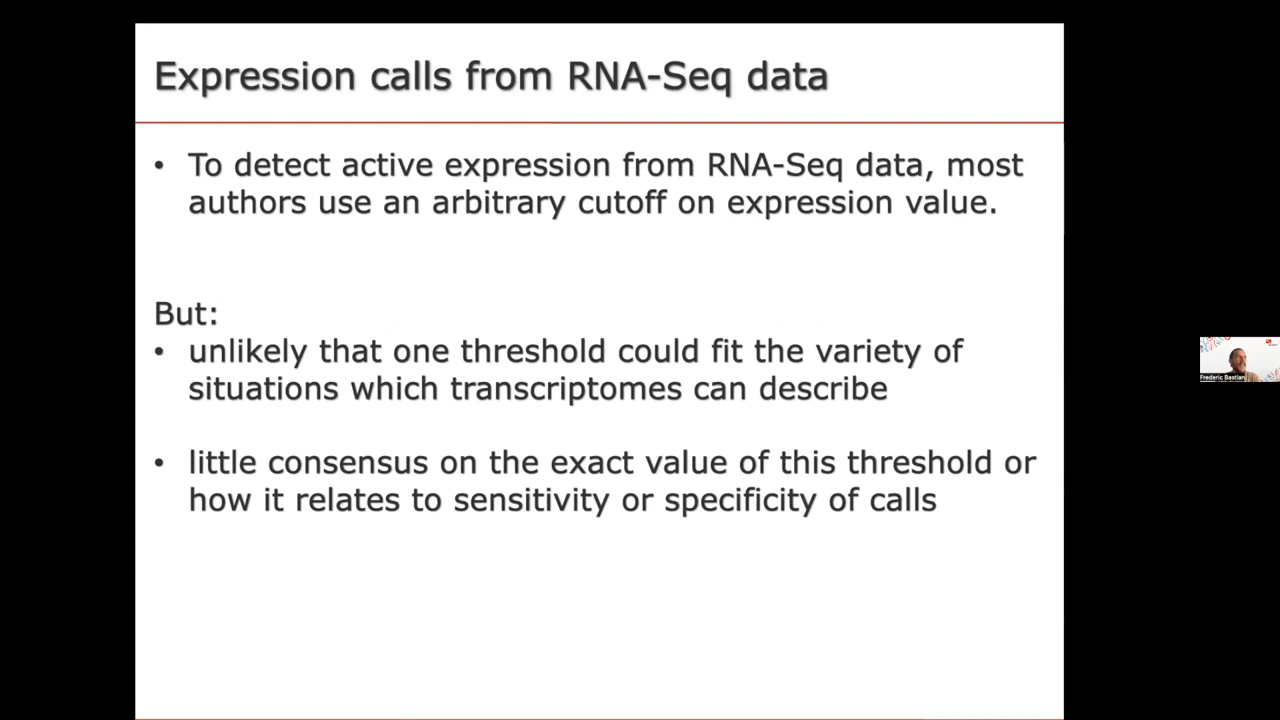 Expression calls from RNA-Seq data
• To detect active expression from RNA-Seq data, most
authors use an arbitrary cutoff on expression value.
But:
• unlikely that one threshold could fit the variety of
situations which transcriptomes can describe
• little consensus on the exact value of this threshold or
how it relates to sensitivity or specificity of calls
Frederic Bastian